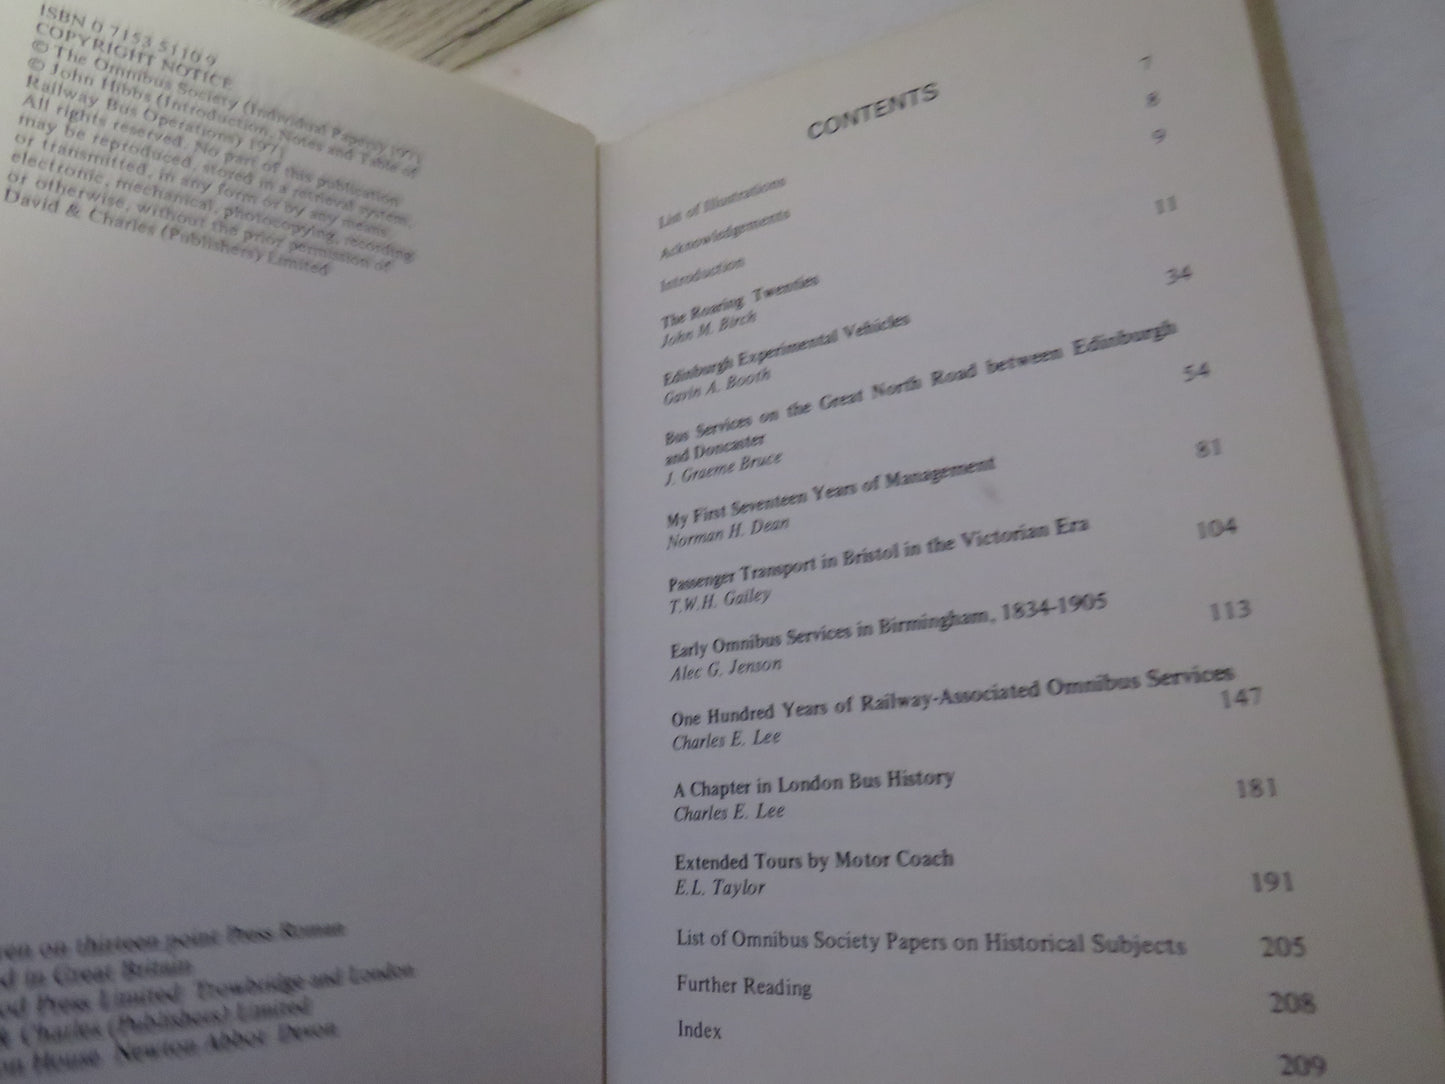 ISBN 0 7153 5110 9
COPYRIGHT NOTICE
© The Omnibus Society (Individual Papers) 1971
© John Hibbs (Introduction, Notes and Table of
Railway Bus Operations) 1971
All rights reserved. No part of this publication
may be reproduced, stored in a retrieval system,
or transmitted, in any form or by any means
electronic, mechanical, photocopying, recording
or otherwise, without the prior permission of
David & Charles (Publishers) Limited
on thirteen point Press Roman
in Great Britain
Press Limited Trowbridge and London
& Charles (Publishers) Limited
House Newton Abbot Devon
CONTENTS
List of Illustrations 7
Acknowledgements 8
Introduction 9
The Roaring Twenties 11
John M. Birch
Edinburgh Experimental Vehicles 34
Gavin A. Booth
Bus Services on the Great North Road between Edinburgh
and Doncaster 54
J. Graeme Bruce
My First Seventeen Years of Management 81
Norman H. Dean
Passenger Transport in Bristol in the Victorian Era 104
T.W.H. Gailey
Early Omnibus Services in Birmingham, 1834-1905 113
Alec G. Jenson
One Hundred Years of Railway-Associated Omnibus Services
Charles E. Lee 147
A Chapter in London Bus History 181
Charles E. Lee
Extended Tours by Motor Coach 191
E.L. Taylor
List of Omnibus Society Papers on Historical Subjects 205
Further Reading 208
Index 209